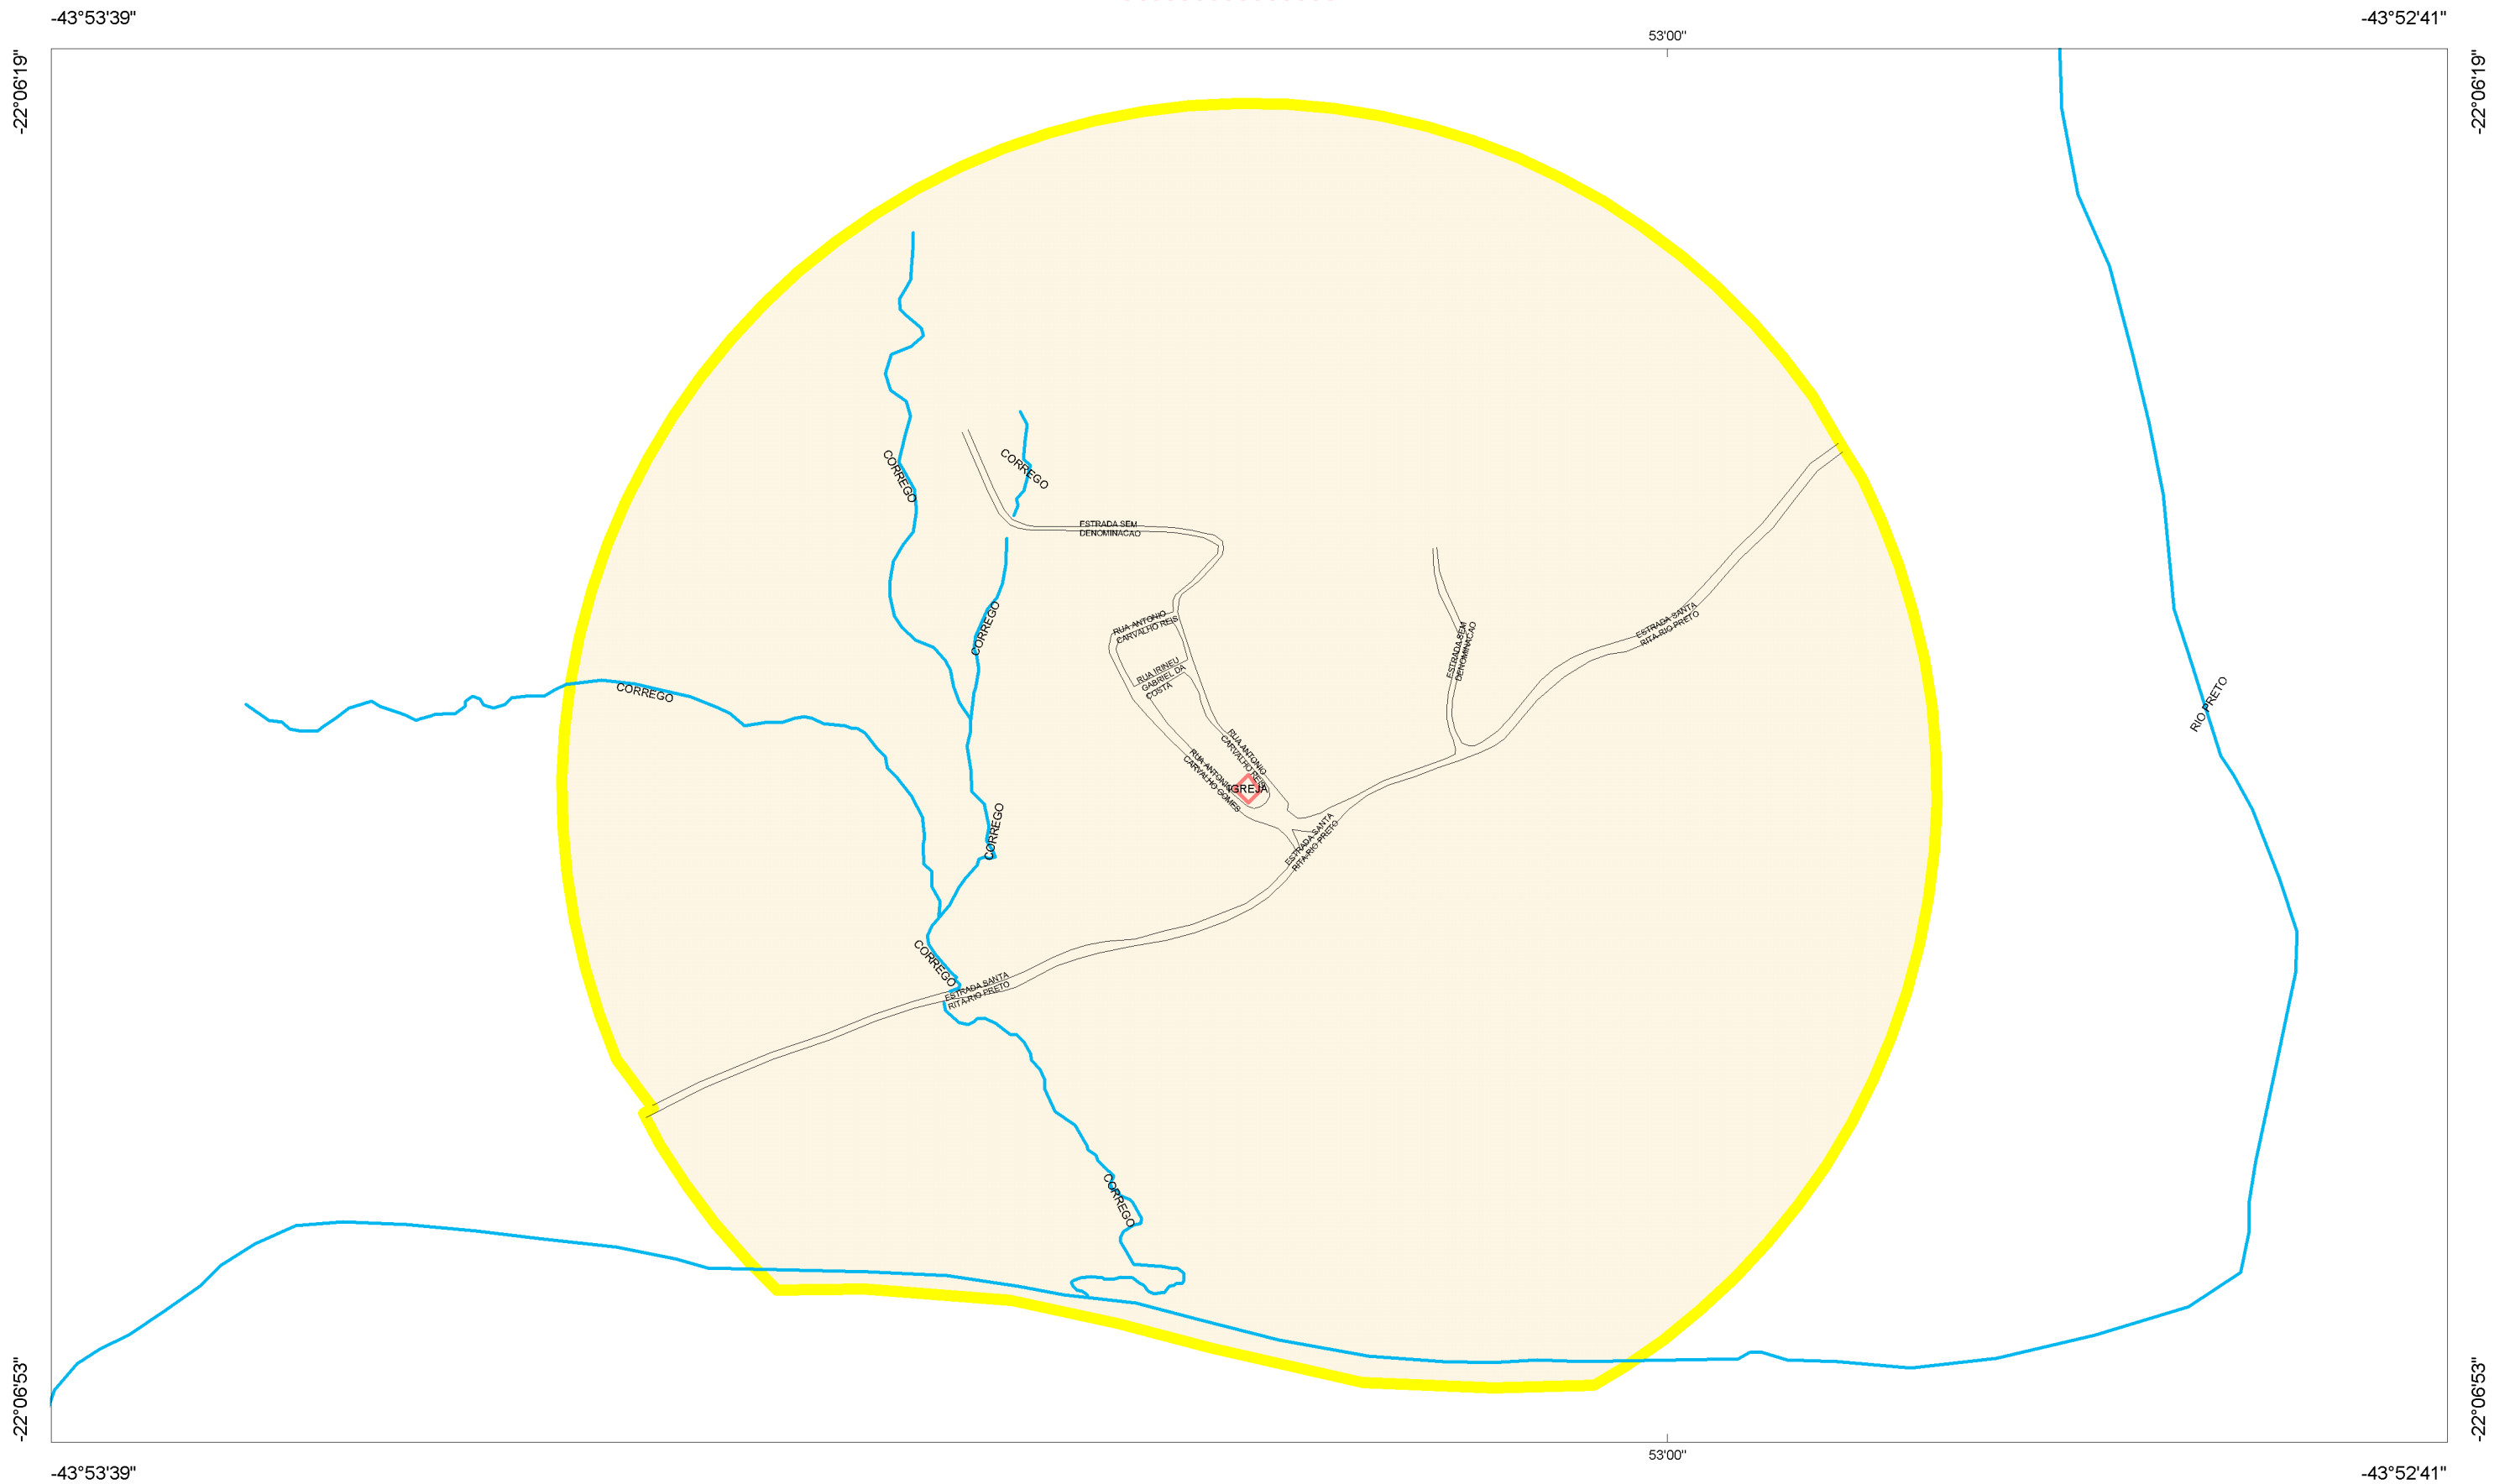 -43°53'39"
-43°52'41"
53'00"
-22°06'19"
-22°06'19"
CORREGO
CORREGO
ESTRADA SEM
DENOMINACAO
CORREGO
RUA ANTONIO
CARVALHO REIS
ESTRADA SEM
DENOMINACAO
ESTRADA SANTA
RITA-RIO PRETO
RUA IRINEU
GABRIEL DA
COSTA
CORREGO
RIO PRETO
RUA ANTONIO
CARVALHO REIS
RUA ANTONIN
CARVALHO GOMES
IGREJA
CORREGO
ESTRADA SANTA
RITA-RIO PRETO
CORREGO
ESTRADA SANTA
RITA-RIO PRETO
CORREGO
-22°06'53"
-22°06'53"
53'00"
-43°53'39"
-43°52'41"